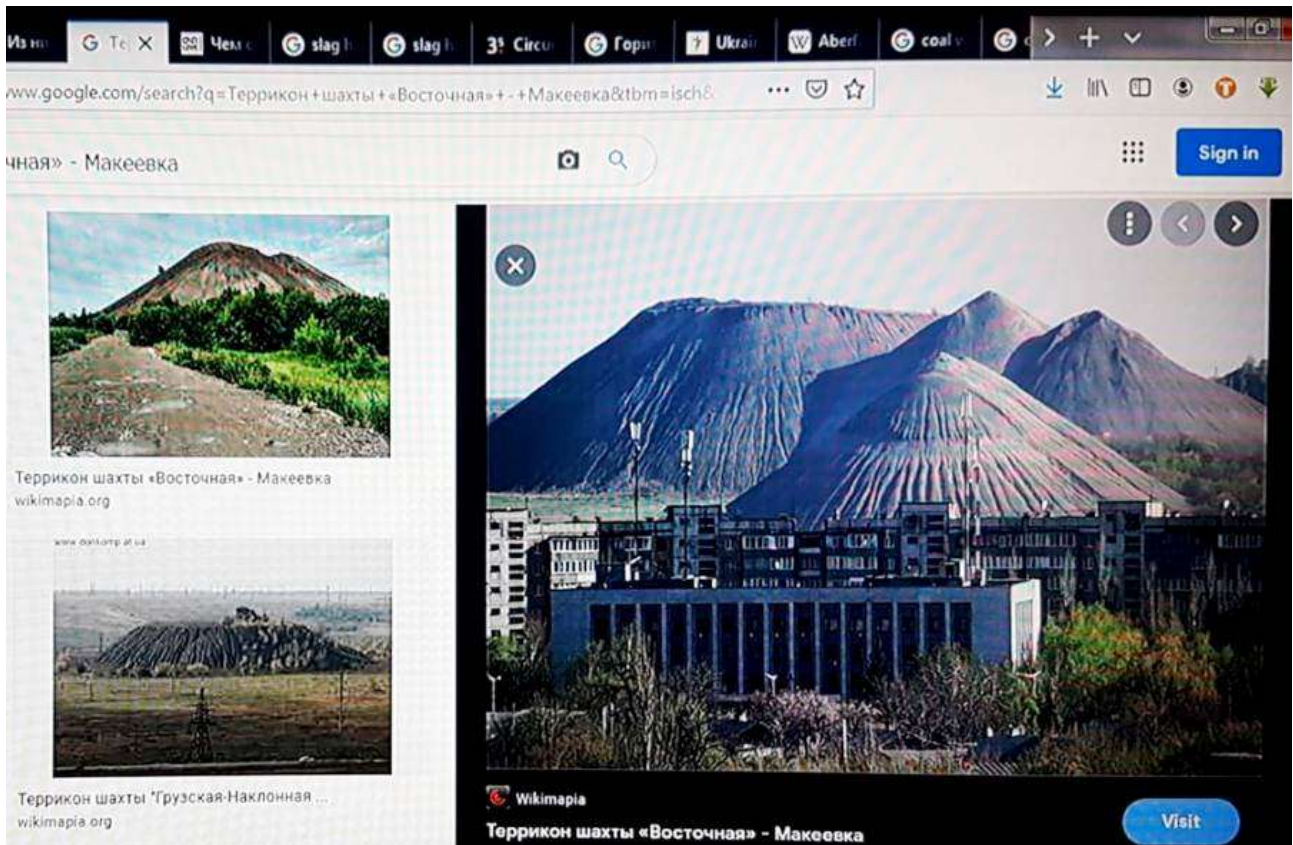 Из
Чем с
slag h
slag h
Circu
Гори
Ukrai
Aberf
coal
www.google.com/search?q=Террикон+шахты+«Восточная»+-+Макеевка&tbm=isch&
чная» - Макеевка
Sign in
Террикон шахты «Восточная» - Макеевка
wikimapia.org
Террикон шахты "Грузская-Наклонная ...
wikimapia.org
Wikimapia
Террикон шахты «Восточная» - Макеевка
Visit